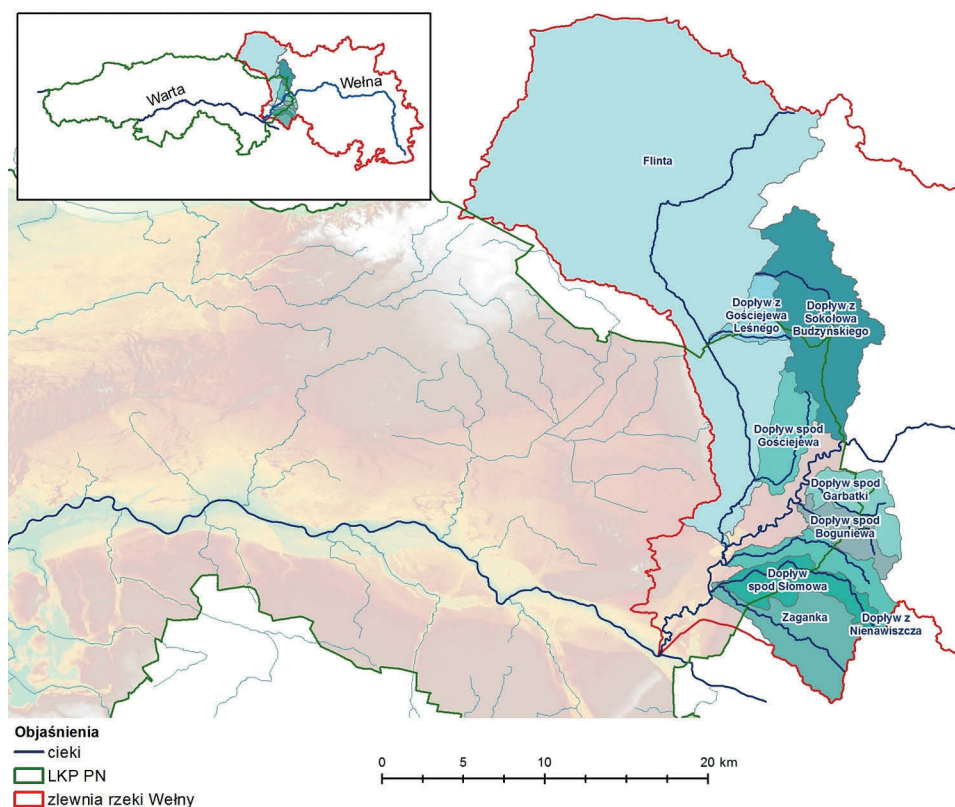 Warta
Wełna
Flinta
Dopływ z
Gościejewa
Leśnego
Dopływ z
Sokołowa
Budzyńskiego
Dopływ spod
Gościejewa
Dopływ spod
Garbatki
Dopływ spod
Boguniewa
Dopływ
spod Słomowa
Zaganka
Dopływ z
Nienawiszcza
Objaśnienia
cieki
LKP PN
zlewnia rzeki Wełny
0 5 10 20 km